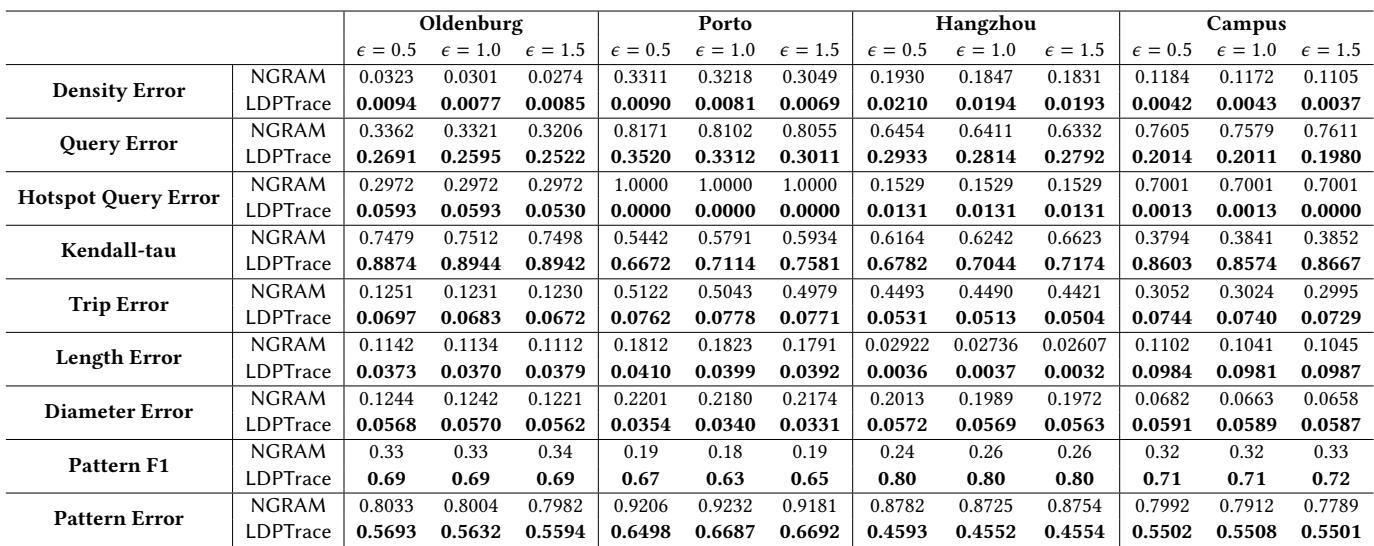 Oldenburg Porto Hangzhou Campus
ϵ = 0.5 ϵ = 1.0 ϵ = 1.5 ϵ = 0.5 ϵ = 1.0 ϵ = 1.5 ϵ = 0.5 ϵ = 1.0 ϵ = 1.5 ϵ = 0.5 ϵ = 1.0 ϵ = 1.5
Density Error
NGRAM 0.0323 0.0301 0.0274 0.3311 0.3218 0.3049 0.1930 0.1847 0.1831 0.1184 0.1172 0.1105
LDPTrace 0.0094 0.0077 0.0085 0.0090 0.0081 0.0069 0.0210 0.0194 0.0193 0.0042 0.0043 0.0037
Query Error
NGRAM 0.3362 0.3321 0.3206 0.8171 0.8102 0.8055 0.6454 0.6411 0.6332 0.7605 0.7579 0.7611
LDPTrace 0.2691 0.2595 0.2522 0.3520 0.3312 0.3011 0.2933 0.2814 0.2792 0.2014 0.2011 0.1980
Hotspot Query Error
NGRAM 0.2972 0.2972 0.2972 1.0000 1.0000 1.0000 0.1529 0.1529 0.1529 0.7001 0.7001 0.7001
LDPTrace 0.0593 0.0593 0.0530 0.0000 0.0000 0.0000 0.0131 0.0131 0.0131 0.0013 0.0013 0.0000
Kendall-tau
NGRAM 0.7479 0.7512 0.7498 0.5442 0.5791 0.5934 0.6164 0.6242 0.6623 0.3794 0.3841 0.3852
LDPTrace 0.8874 0.8944 0.8942 0.6672 0.7114 0.7581 0.6782 0.7044 0.7174 0.8603 0.8574 0.8667
Trip Error
NGRAM 0.1251 0.1231 0.1230 0.5122 0.5043 0.4979 0.4493 0.4490 0.4421 0.3052 0.3024 0.2995
LDPTrace 0.0697 0.0683 0.0672 0.0762 0.0778 0.0771 0.0531 0.0513 0.0504 0.0744 0.0740 0.0729
Length Error
NGRAM 0.1142 0.1134 0.1112 0.1812 0.1823 0.1791 0.02922 0.02736 0.02607 0.1102 0.1041 0.1045
LDPTrace 0.0373 0.0370 0.0379 0.0410 0.0399 0.0392 0.0036 0.0037 0.0032 0.0984 0.0981 0.0987
Diameter Error
NGRAM 0.1244 0.1242 0.1221 0.2201 0.2180 0.2174 0.2013 0.1989 0.1972 0.0682 0.0663 0.0658
LDPTrace 0.0568 0.0570 0.0562 0.0354 0.0340 0.0331 0.0572 0.0569 0.0563 0.0591 0.0589 0.0587
Pattern F1
NGRAM 0.33 0.33 0.34 0.19 0.18 0.19 0.24 0.26 0.26 0.32 0.32 0.33
LDPTrace 0.69 0.69 0.69 0.67 0.63 0.65 0.80 0.80 0.80 0.71 0.71 0.72
Pattern Error
NGRAM 0.8033 0.8004 0.7982 0.9206 0.9232 0.9181 0.8782 0.8725 0.8754 0.7992 0.7912 0.7789
LDPTrace 0.5693 0.5632 0.5594 0.6498 0.6687 0.6692 0.4593 0.4552 0.4554 0.5502 0.5508 0.5501